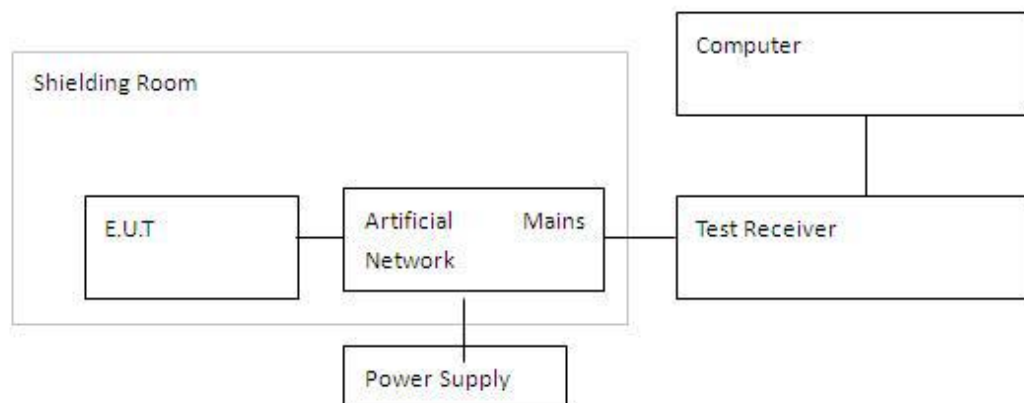 Computer
Shielding Room
E.U.T
Artificial Mains
Network
Test Receiver
Power Supply